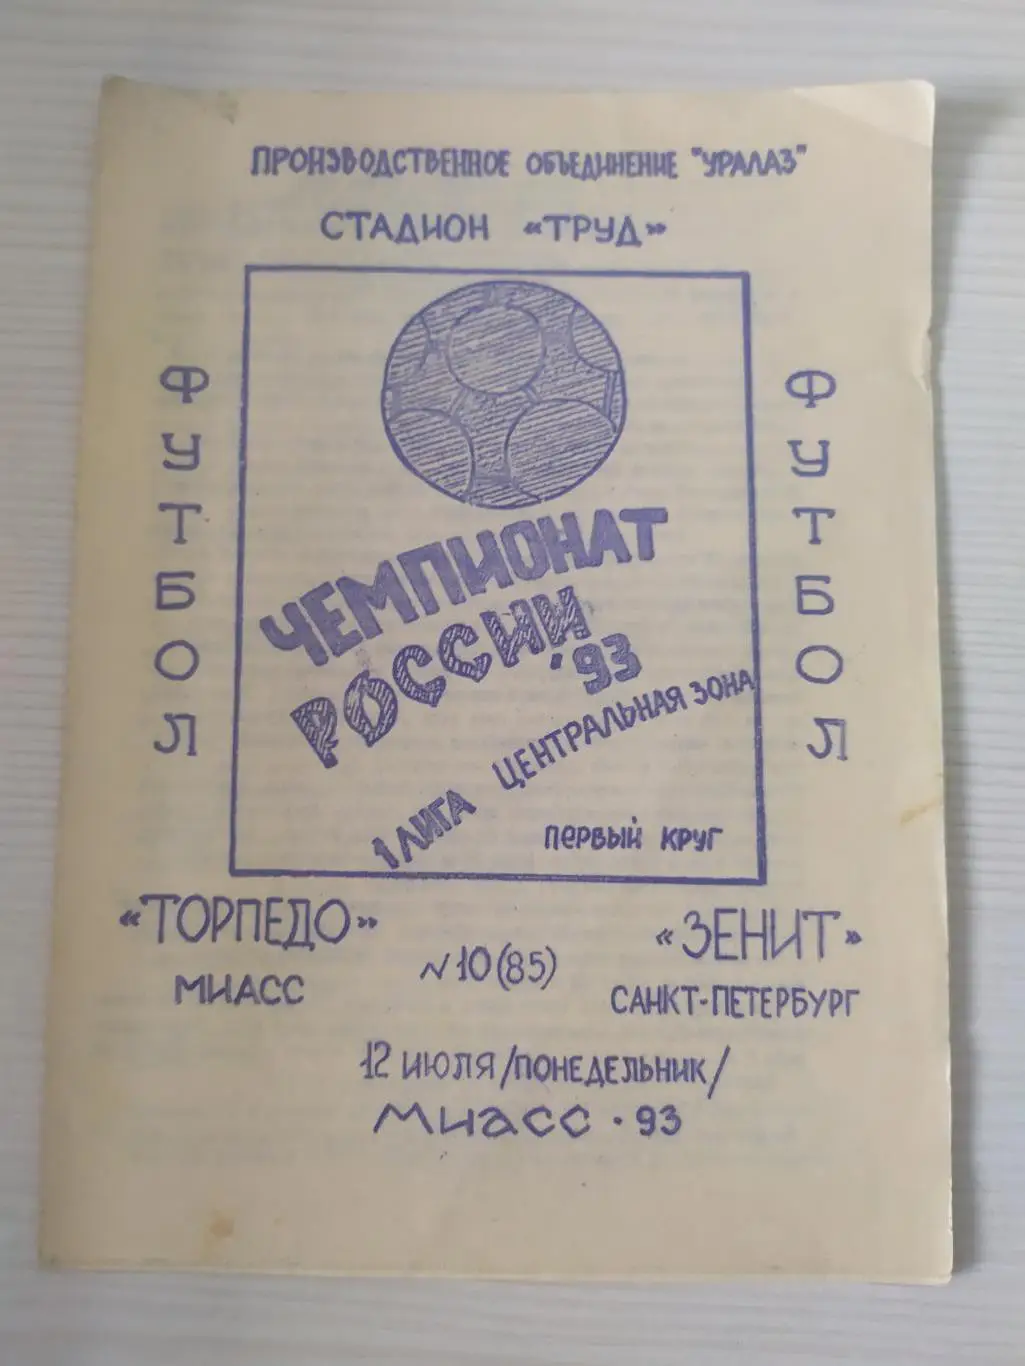 ПРОИЗВОДСТВЕННОЕ ОБЪЕДИНЕНИЕ "УРАЛАЗ"
СТАДИОН «ТРУД»
ФУТБОЛ
ЧЕМПИОНАТ
РОССИИ
'93
1 ЛИГА ЦЕНТРАЛЬНАЯ ЗОНА
ПЕРВЫЙ КРУГ
ФУТБОЛ
«ТОРПЕДО»
МИАСС
N10(85)
«ЗЕНИТ»
САНКТ-ПЕТЕРБУРГ
12 ИЮЛЯ/ПОНЕДЕЛЬНИК/
МИАСС · 93